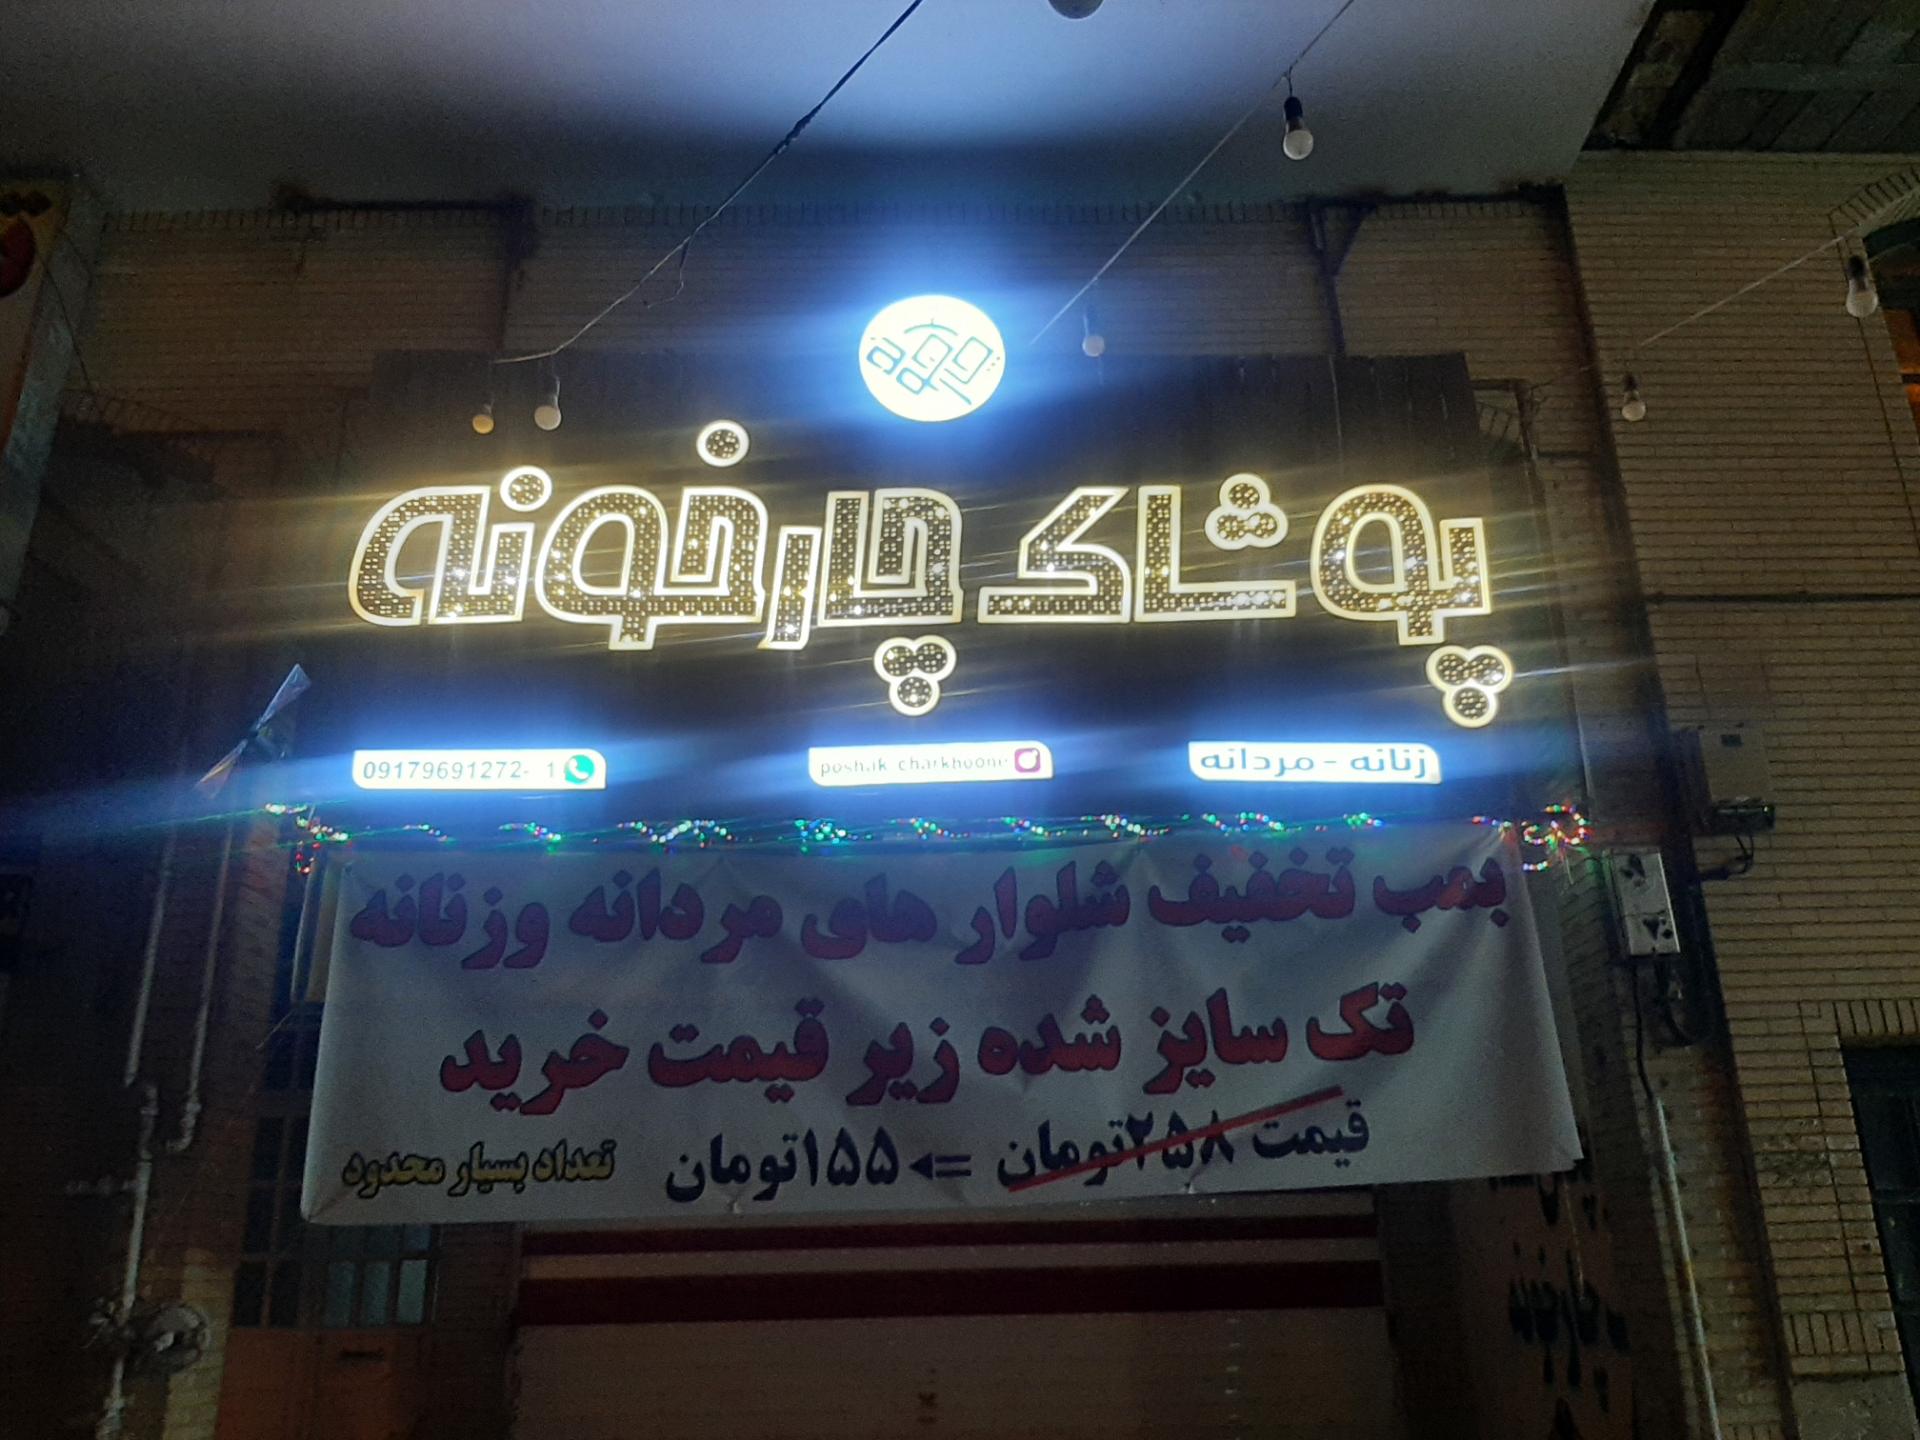 پوشاک چارخونه
زنانه - مردانه
poshak charkhoone
09179691272- 1
بمب تخفیف شلوار های مردانه وزنانه
تک سایز شده زیر قیمت خرید
قیمت ۲۵۸تومان => ۱۵۵تومان
تعداد بسیار محدود